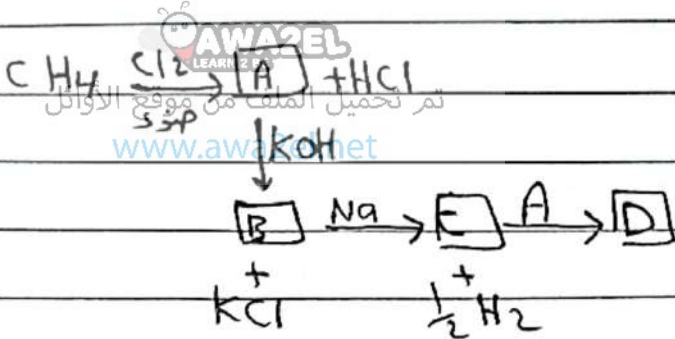 AWA2EL
LEARN 2 BE
CH4 Cl2 ضوء A + HCl
تم تحميل الملف من موقع الأوائل
www.awa2el.net
KOH
B Na E A D
+ +
KCl 1/2 H2